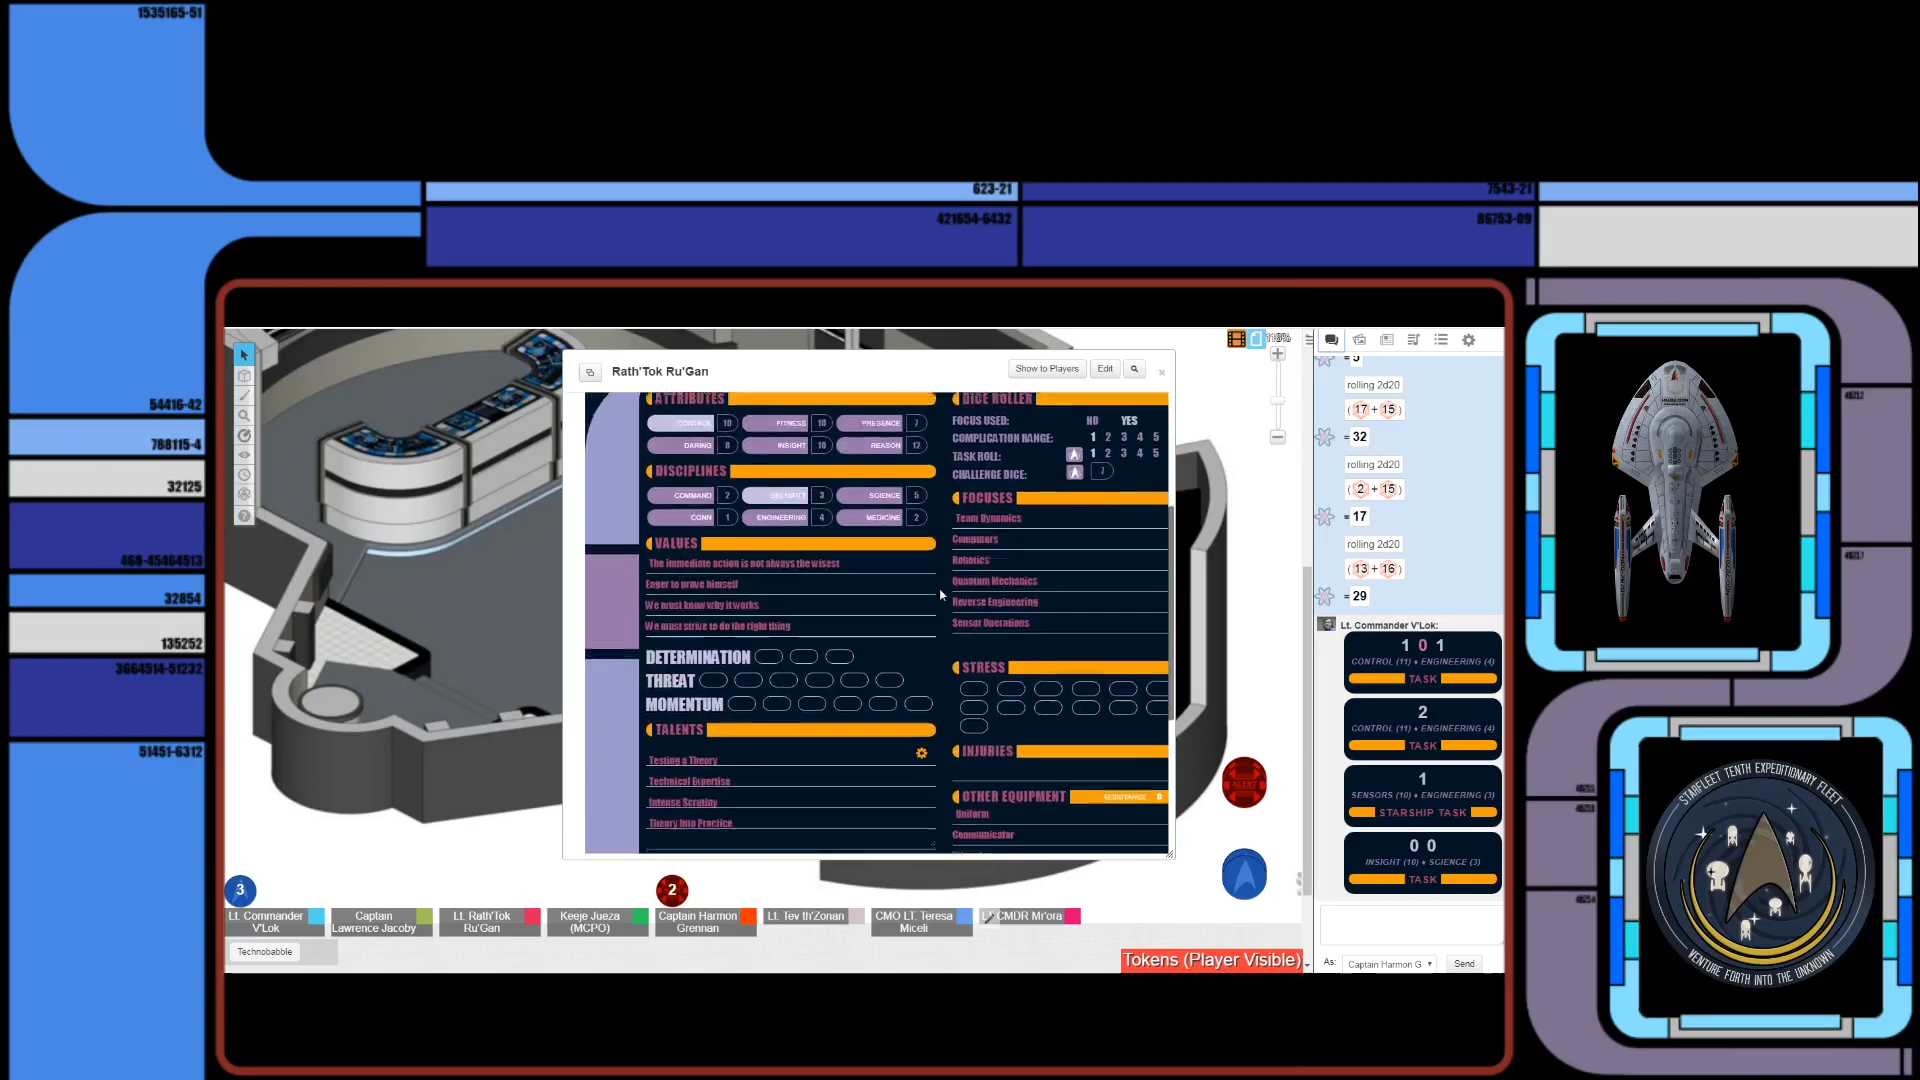 1535165-51
623-21
7543-21
421654-6432
86753-09
54416-42
768115-4
32125
468-45464513
32854
135252
3664514-51232
51451-6312
Rath'Tok Ru'Gan
Show to Players
Edit
ATTRIBUTES
CONTROL 10 FITNESS 10 PRESENCE 7
DARING 8 INSIGHT 10 REASON 12
DISCIPLINES
COMMAND 2 SECURITY 3 SCIENCE 5
CONN 1 ENGINEERING 4 MEDICINE 2
VALUES
The immediate action is not always the wisest
Eager to prove himself
We must know why it works
We must strive to do the right thing
DETERMINATION
THREAT
MOMENTUM
TALENTS
Testing a Theory
Technical Expertise
Intense Scrutiny
Theory Into Practice
DICE ROLLER
FOCUS USED: NO YES
COMPLICATION RANGE: 1 2 3 4 5
TASK ROLL: 1 2 3 4 5
CHALLENGE DICE: 7
FOCUSES
Team Dynamics
Computers
Robotics
Quantum Mechanics
Reverse Engineering
Sensor Operations
STRESS
INJURIES
OTHER EQUIPMENT RESISTANCE 0
Uniform
Communicator
= 5
rolling 2d20
(17 + 15)
= 32
rolling 2d20
(2 + 15)
= 17
rolling 2d20
(13 + 16)
= 29
Lt. Commander V'Lok:
1 0 1
CONTROL (11) ♦ ENGINEERING (4)
TASK
2
CONTROL (11) ♦ ENGINEERING (4)
TASK
1
SENSORS (10) ♦ ENGINEERING (3)
STARSHIP TASK
0 0
INSIGHT (10) ♦ SCIENCE (3)
TASK
ALERT
3
2
Lt. Commander V'Lok
Captain Lawrence Jacoby
Lt. Rath'Tok Ru'Gan
Keeje Jueza (MCPO)
Captain Harmon Grennan
Lt. Tev th'Zonan
CMO LT. Teresa Miceli
CMDR Mr'ora
Technobabble
Tokens (Player Visible)
As: Captain Harmon G
Send
STARFLEET TENTH EXPEDITIONARY FLEET
VENTURE FORTH INTO THE UNKNOWN